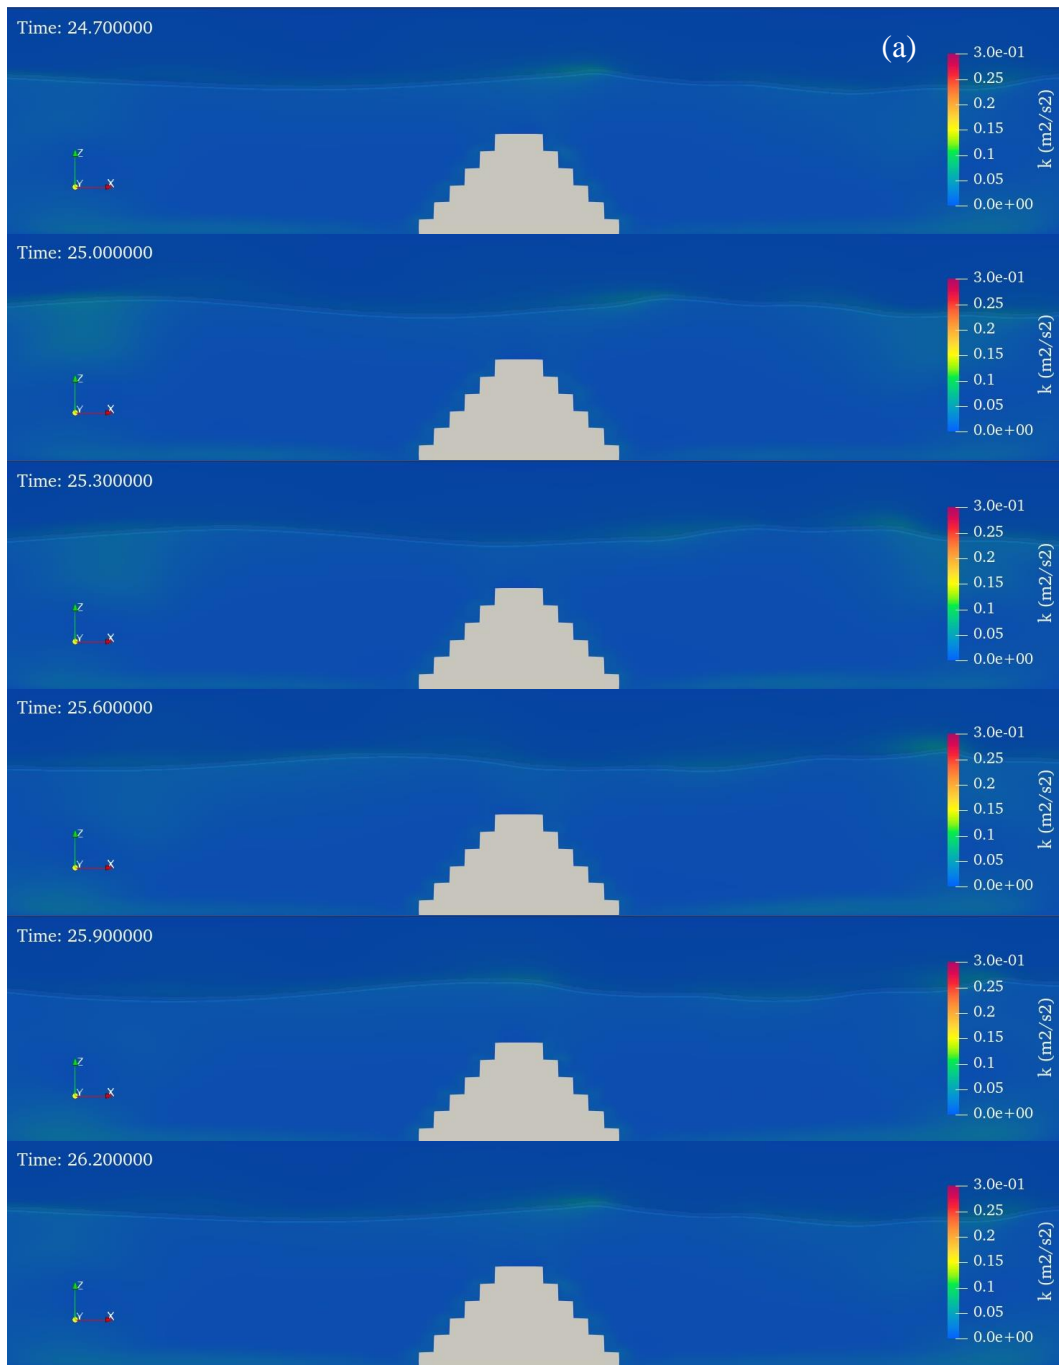 Time: 24.700000
(a)
3.0e-01
0.25
0.2
0.15
0.1
0.05
0.0e+00
k (m2/s2)
Z
Y
X
Time: 25.000000
3.0e-01
0.25
0.2
0.15
0.1
0.05
0.0e+00
k (m2/s2)
Z
Y
X
Time: 25.300000
3.0e-01
0.25
0.2
0.15
0.1
0.05
0.0e+00
k (m2/s2)
Z
Y
X
Time: 25.600000
3.0e-01
0.25
0.2
0.15
0.1
0.05
0.0e+00
k (m2/s2)
Z
Y
X
Time: 25.900000
3.0e-01
0.25
0.2
0.15
0.1
0.05
0.0e+00
k (m2/s2)
Z
Y
X
Time: 26.200000
3.0e-01
0.25
0.2
0.15
0.1
0.05
0.0e+00
k (m2/s2)
Z
Y
X